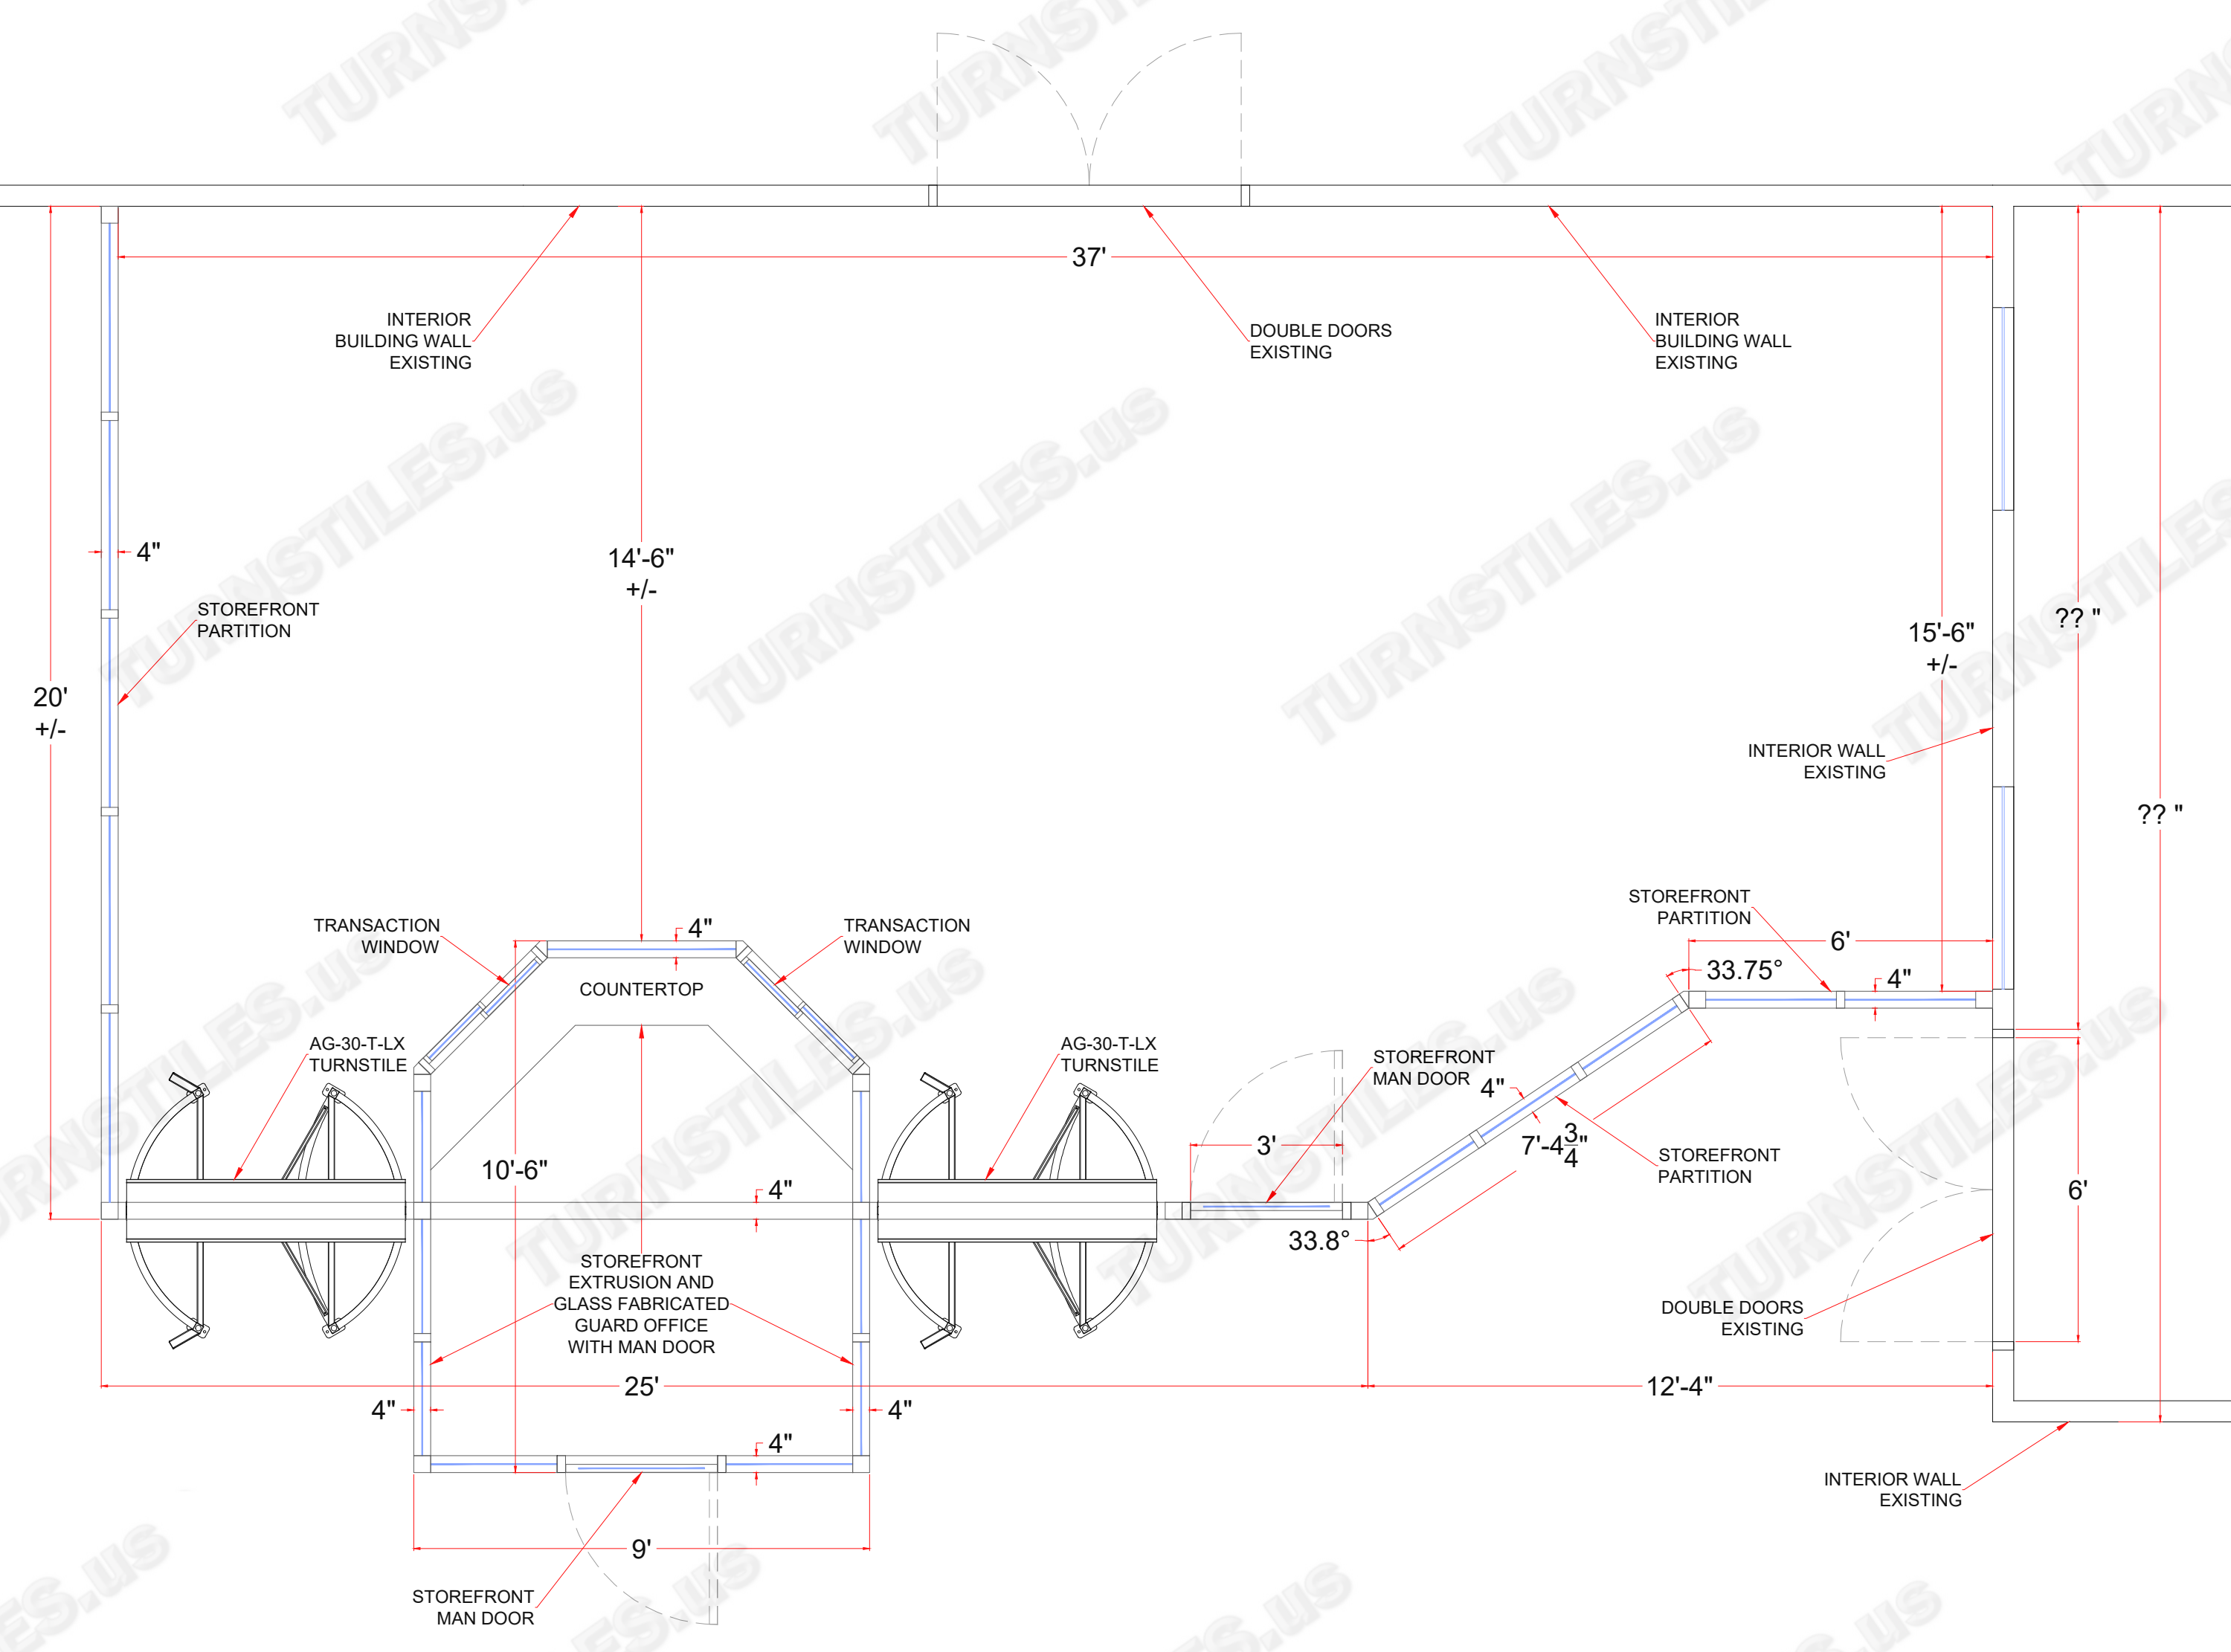 TURNSTILES.us
37'
INTERIOR
BUILDING WALL
EXISTING
DOUBLE DOORS
EXISTING
INTERIOR
BUILDING WALL
EXISTING
4"
14'-6"
+/-
STOREFRONT
PARTITION
15'-6"
+/-
?? "
20'
+/-
INTERIOR WALL
EXISTING
?? "
TRANSACTION
WINDOW
4"
TRANSACTION
WINDOW
STOREFRONT
PARTITION
6'
COUNTERTOP
33.75°
4"
AG-30-T-LX
TURNSTILE
AG-30-T-LX
TURNSTILE
STOREFRONT
MAN DOOR
4"
3'
7'-4 3/4"
10'-6"
4"
STOREFRONT
PARTITION
6'
33.8°
STOREFRONT
EXTRUSION AND
GLASS FABRICATED
GUARD OFFICE
WITH MAN DOOR
DOUBLE DOORS
EXISTING
25'
12'-4"
4"
4"
4"
INTERIOR WALL
EXISTING
9'
STOREFRONT
MAN DOOR